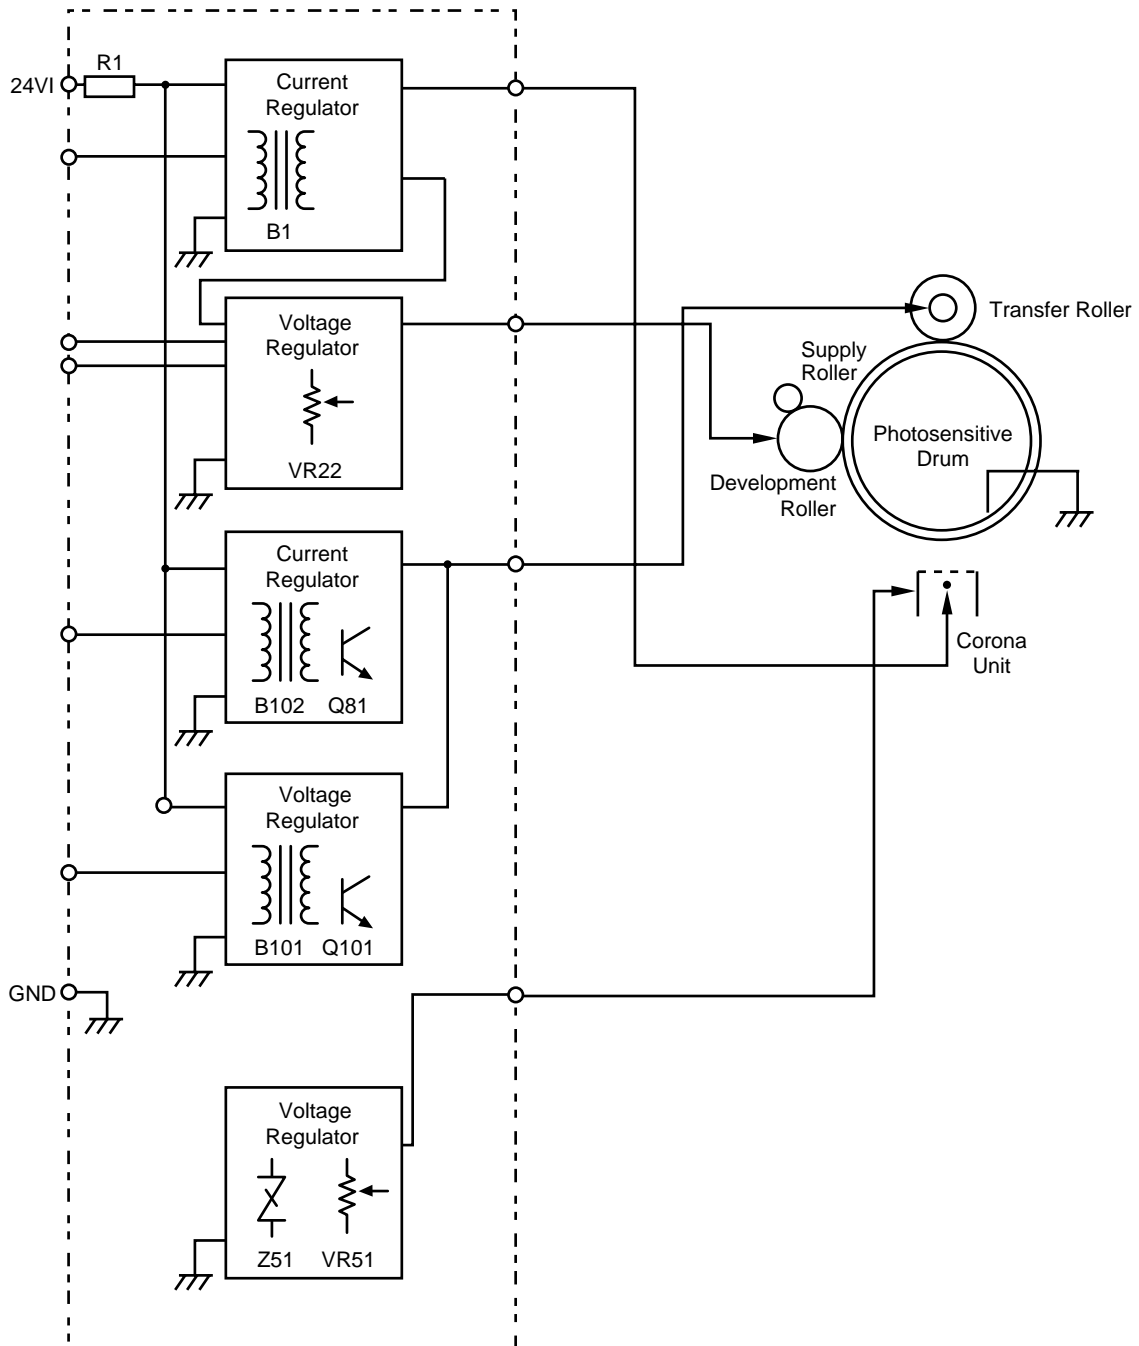 R1
24VI
Current
Regulator
B1
Voltage
Regulator
VR22
Transfer Roller
Supply
Roller
Photosensitive
Drum
Development
Roller
Current
Regulator
B102 Q81
Corona
Unit
Voltage
Regulator
B101 Q101
GND
Voltage
Regulator
Z51 VR51